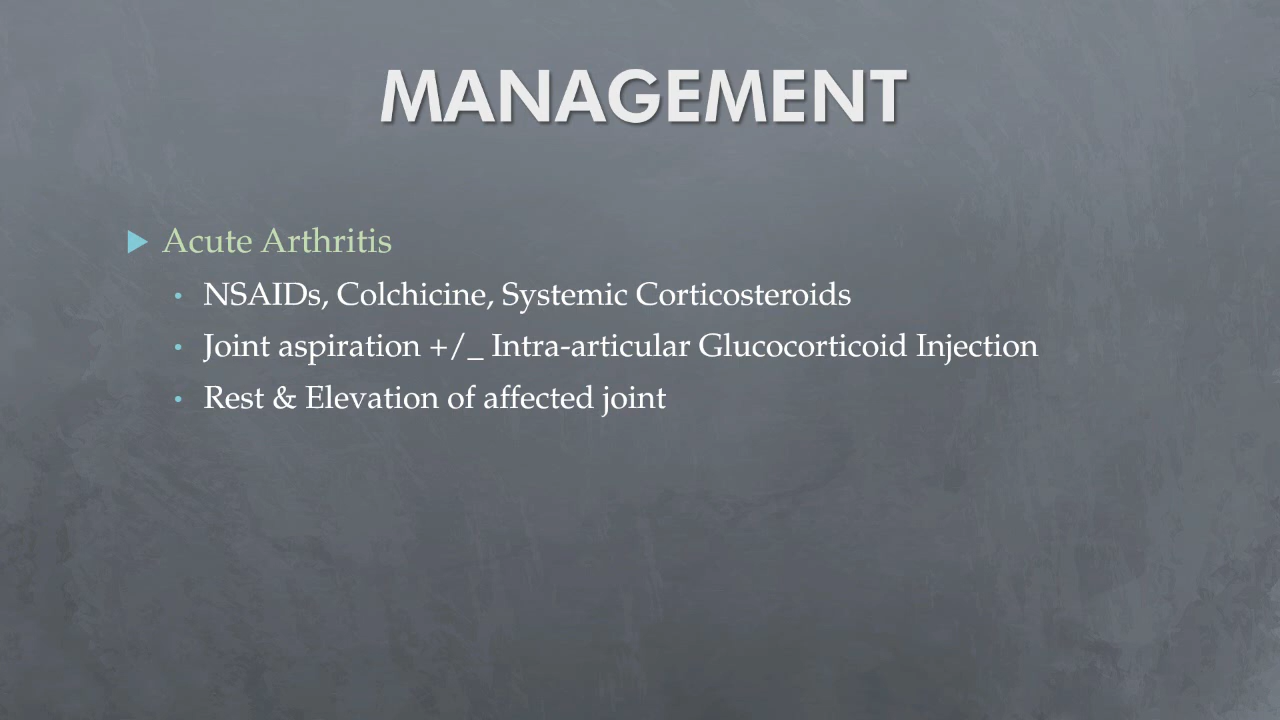 MANAGEMENT
Acute Arthritis
NSAIDs, Colchicine, Systemic Corticosteroids
Joint aspiration +/_ Intra-articular Glucocorticoid Injection
Rest & Elevation of affected joint